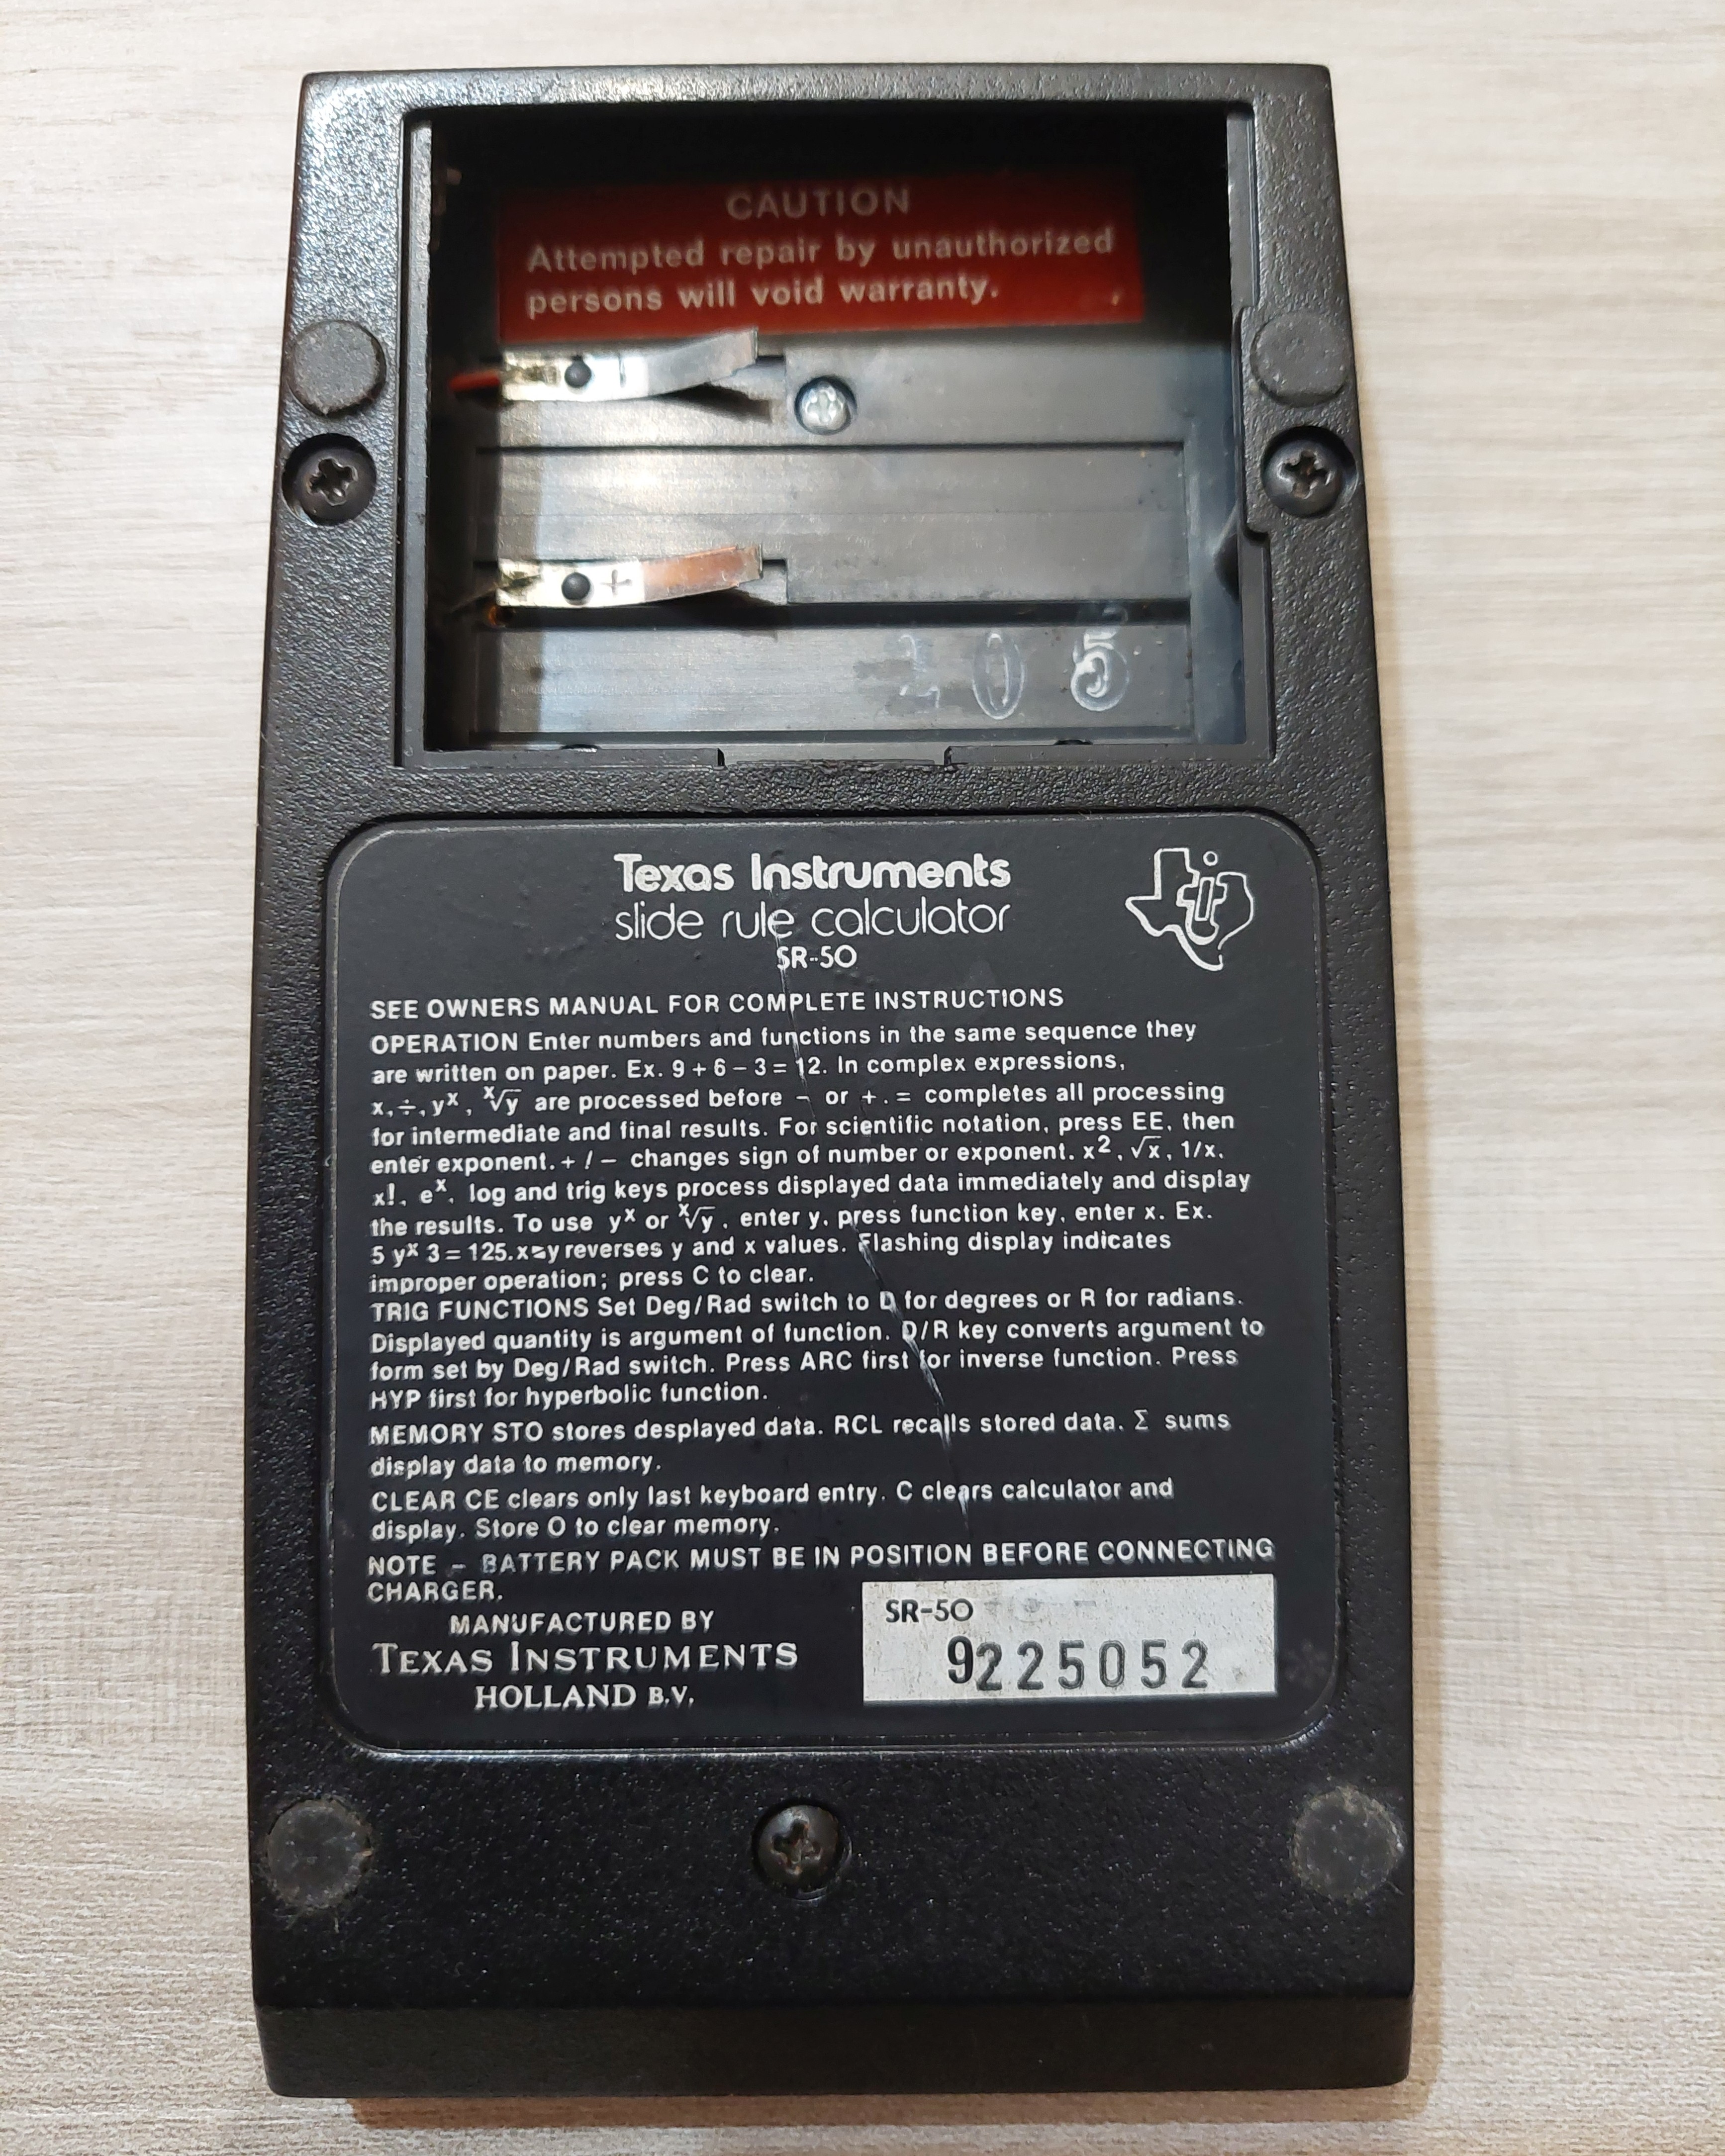 CAUTION
Attempted repair by unauthorized
persons will void warranty.
-
+
5
Texas Instruments
slide rule calculator
SR-50
SEE OWNERS MANUAL FOR COMPLETE INSTRUCTIONS
OPERATION Enter numbers and functions in the same sequence they
are written on paper. Ex. 9 + 6 – 3 = 12. In complex expressions,
x, ÷, yˣ, ˣ√y are processed before – or +. = completes all processing
for intermediate and final results. For scientific notation, press EE, then
enter exponent. + / – changes sign of number or exponent. x², √x, 1/x,
x!, eˣ, log and trig keys process displayed data immediately and display
the results. To use yˣ or ˣ√y, enter y, press function key, enter x. Ex.
5 yˣ 3 = 125. x⇄y reverses y and x values. Flashing display indicates
improper operation; press C to clear.
TRIG FUNCTIONS Set Deg/Rad switch to D for degrees or R for radians.
Displayed quantity is argument of function. D/R key converts argument to
form set by Deg/Rad switch. Press ARC first for inverse function. Press
HYP first for hyperbolic function.
MEMORY STO stores desplayed data. RCL recalls stored data. Σ sums
display data to memory.
CLEAR CE clears only last keyboard entry. C clears calculator and
display. Store O to clear memory.
NOTE – BATTERY PACK MUST BE IN POSITION BEFORE CONNECTING
CHARGER.
MANUFACTURED BY
TEXAS INSTRUMENTS
HOLLAND B.V.
SR-50
9225052